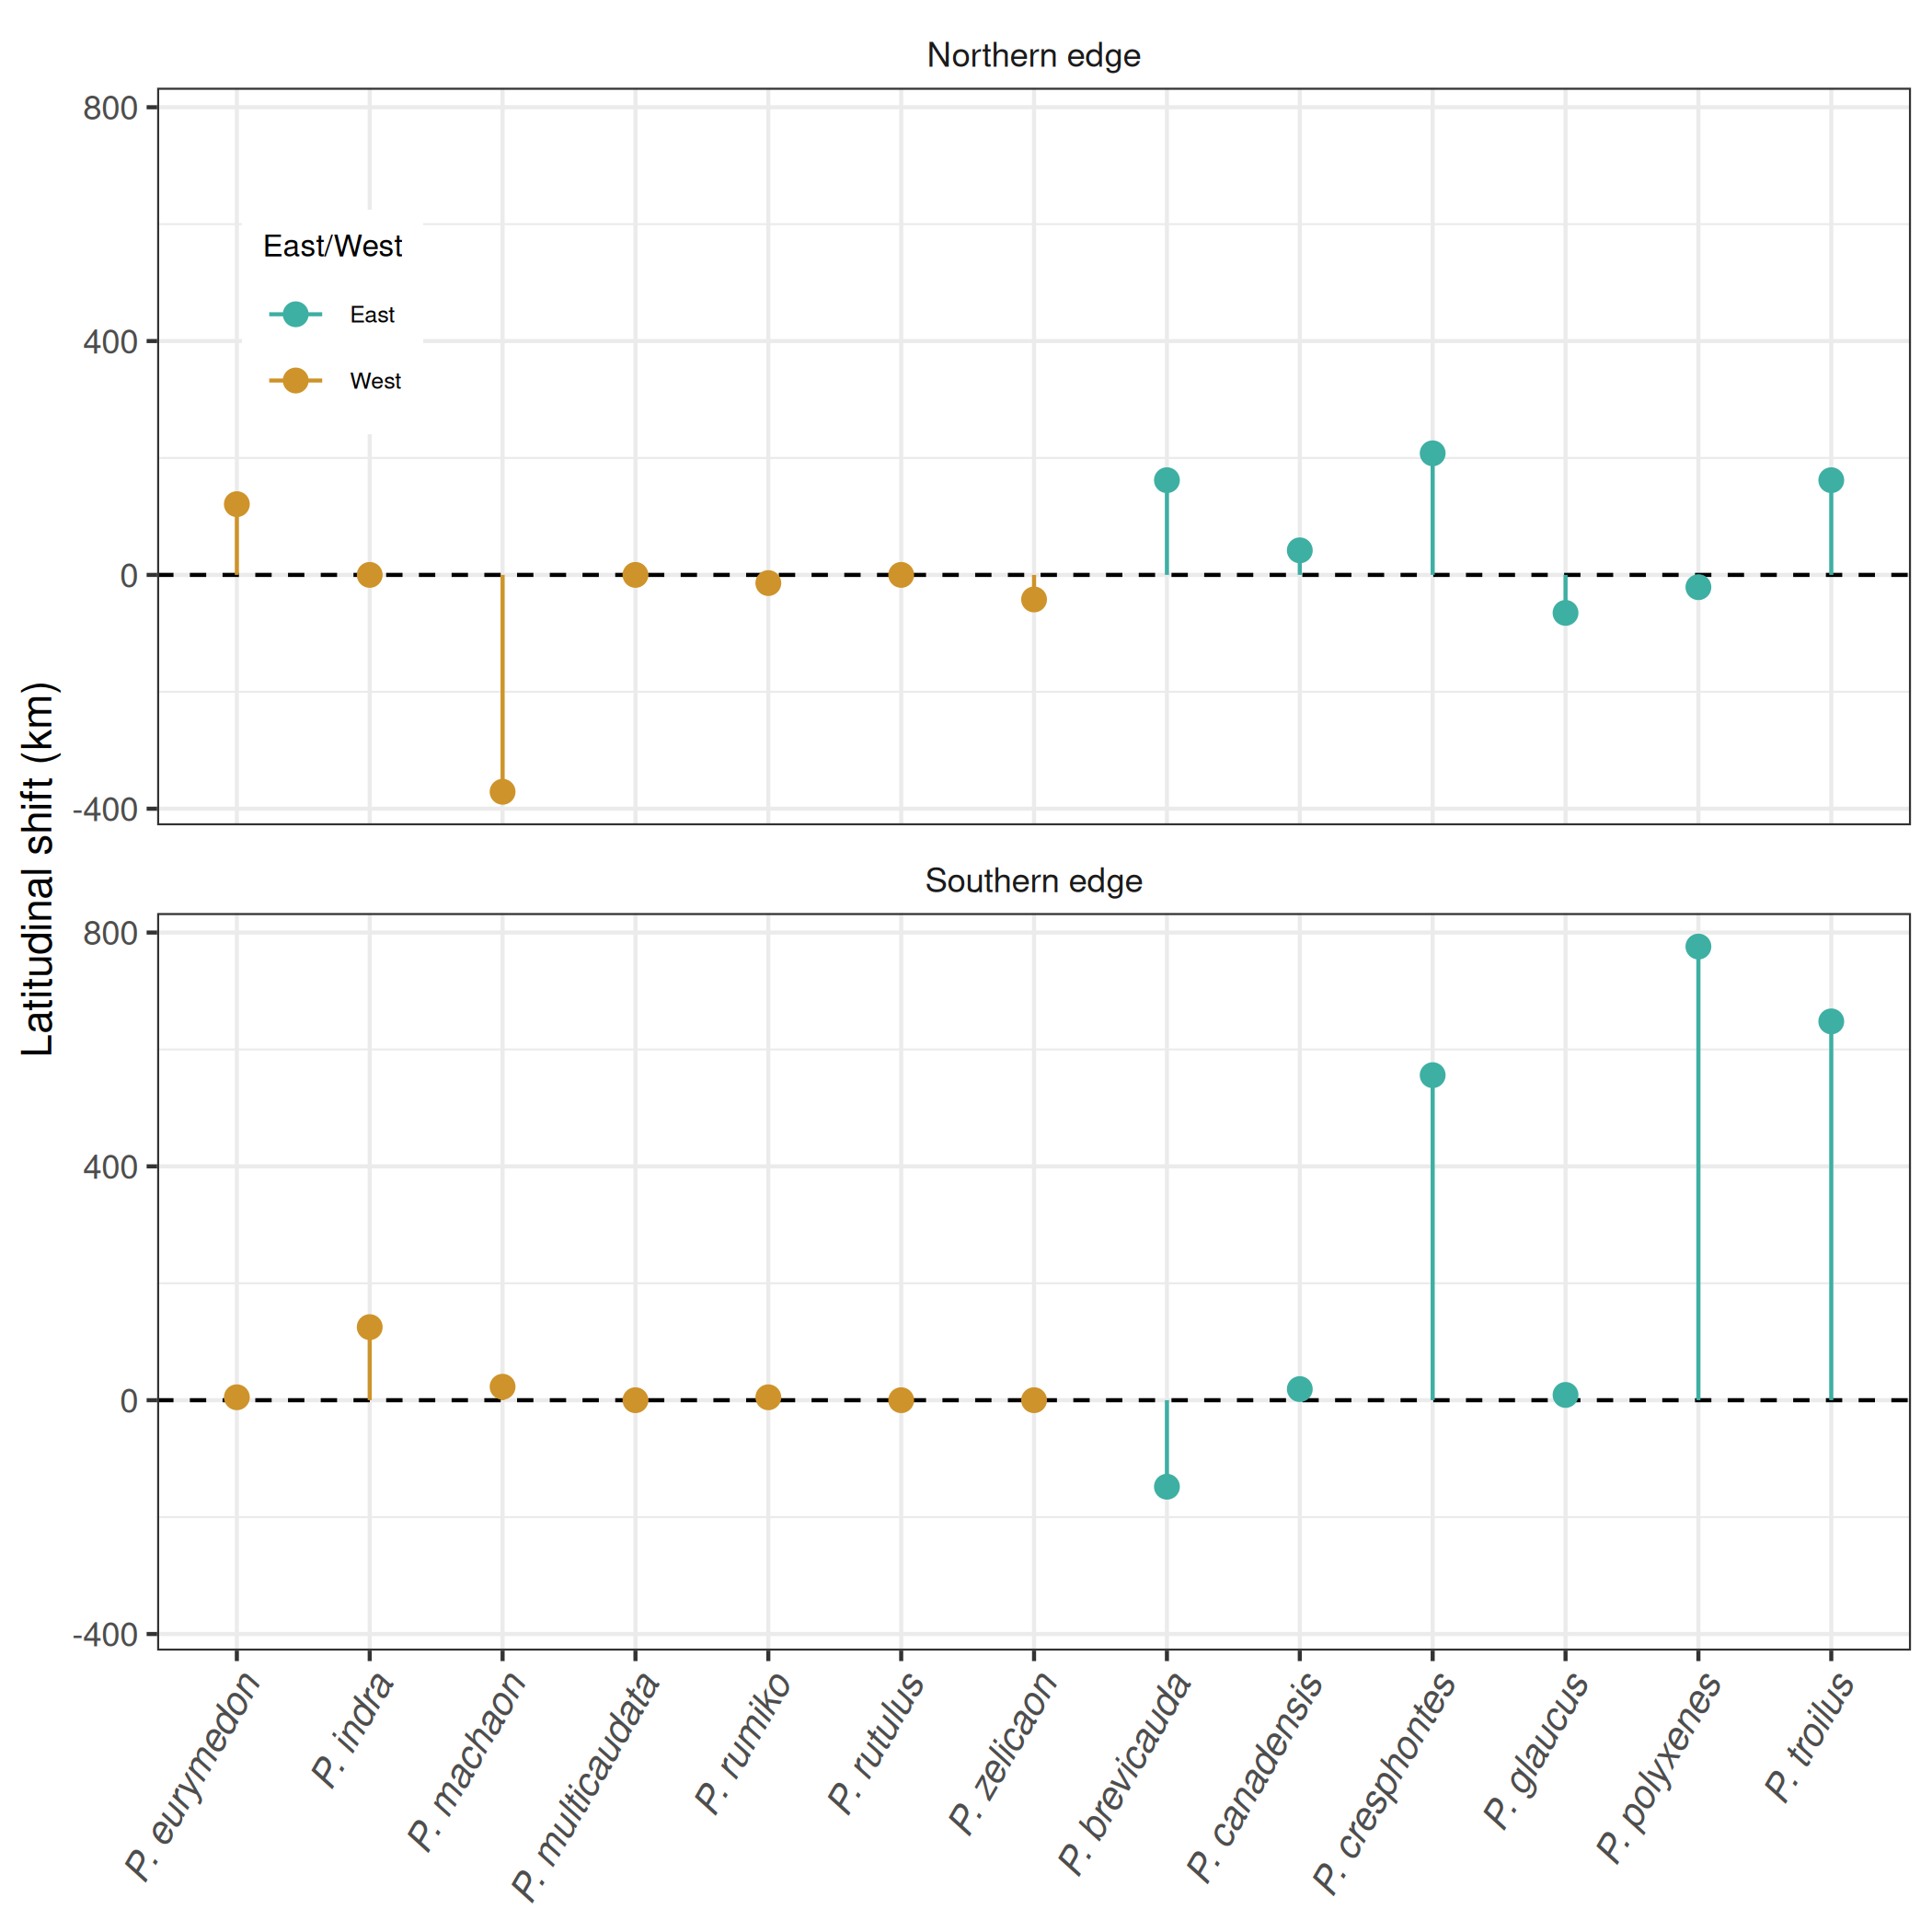 Northern edge
800
400
0
-400
East/West
East
West
Latitudinal shift (km)
Southern edge
800
400
0
-400
P. eurymedon
P. indra
P. machaon
P. multicaudata
P. rumiko
P. rutulus
P. zelicaon
P. brevicauda
P. canadensis
P. cresphontes
P. glaucus
P. polyxenes
P. troilus